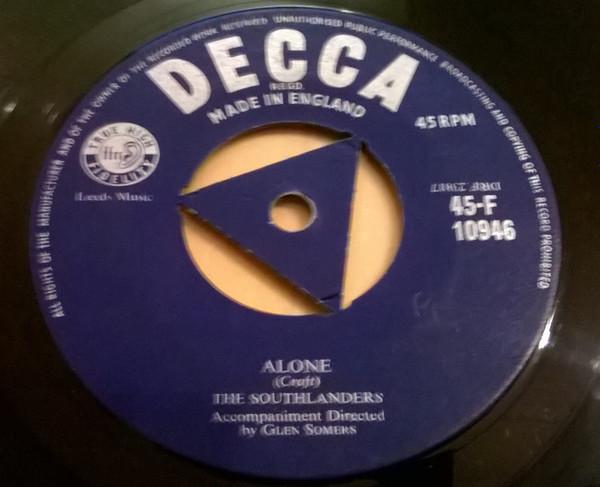 ALL RIGHTS OF THE MANUFACTURER AND OF THE OWNER OF THE RECORDED WORK RESERVED UNAUTHORISED PUBLIC PERFORMANCE BROADCASTING AND COPYING OF THIS RECORD PROHIBITED
DECCA
REGD.
MADE IN ENGLAND
45 RPM
TRUE HIGH
ffrr
FIDELITY
Leeds Music
45-F
10946
ALONE
(Craft)
THE SOUTHLANDERS
Accompaniment Directed
by GLEN SOMERS